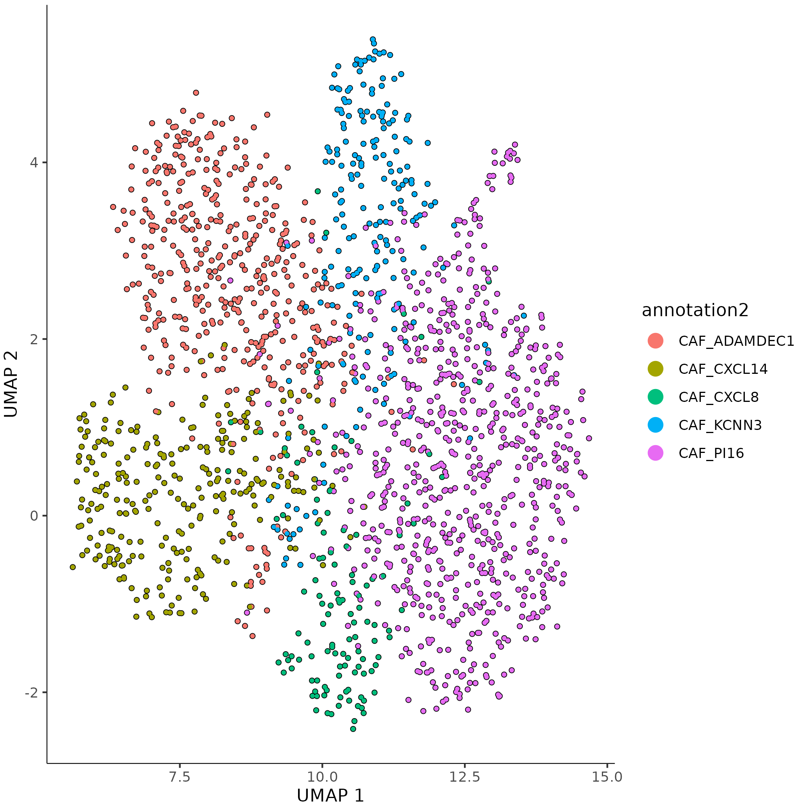 4
2
0
-2
7.5
10.0
12.5
15.0
UMAP 1
UMAP 2
annotation2
CAF_ADAMDEC1
CAF_CXCL14
CAF_CXCL8
CAF_KCNN3
CAF_PI16